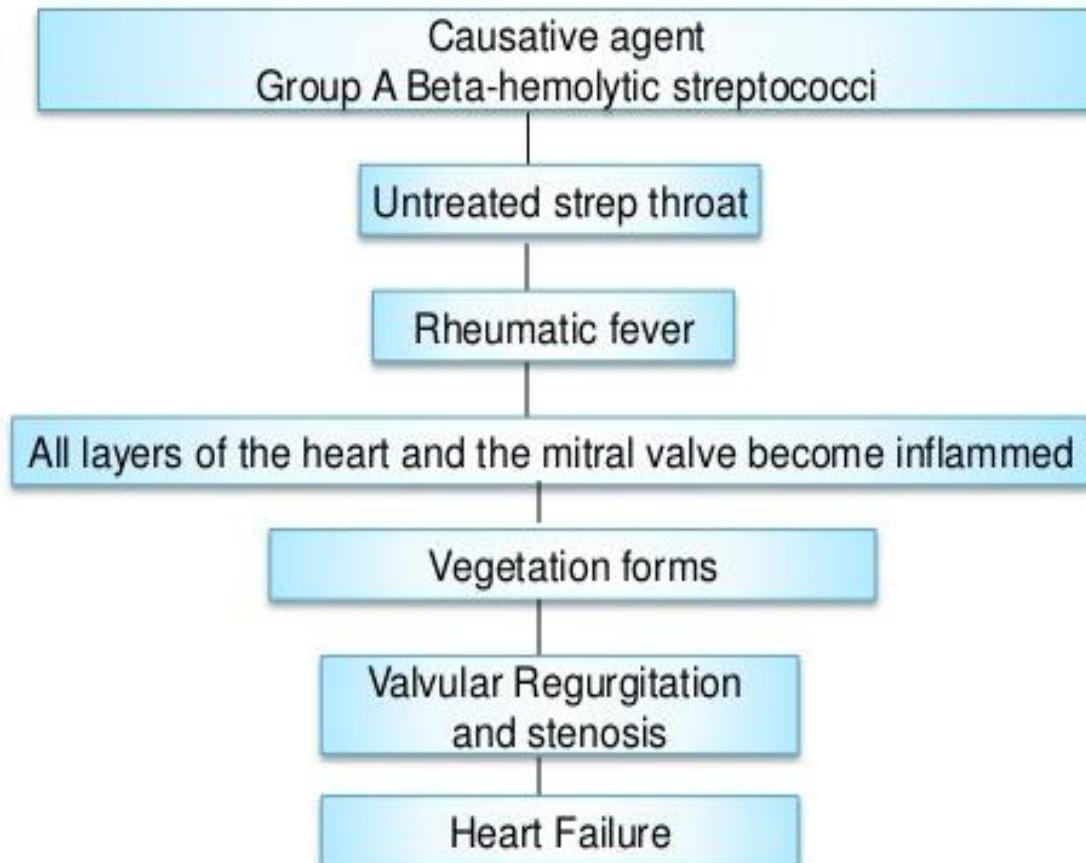 Causative agent
Group A Beta-hemolytic streptococci
Untreated strep throat
Rheumatic fever
All layers of the heart and the mitral valve become inflammed
Vegetation forms
Valvular Regurgitation
and stenosis
Heart Failure